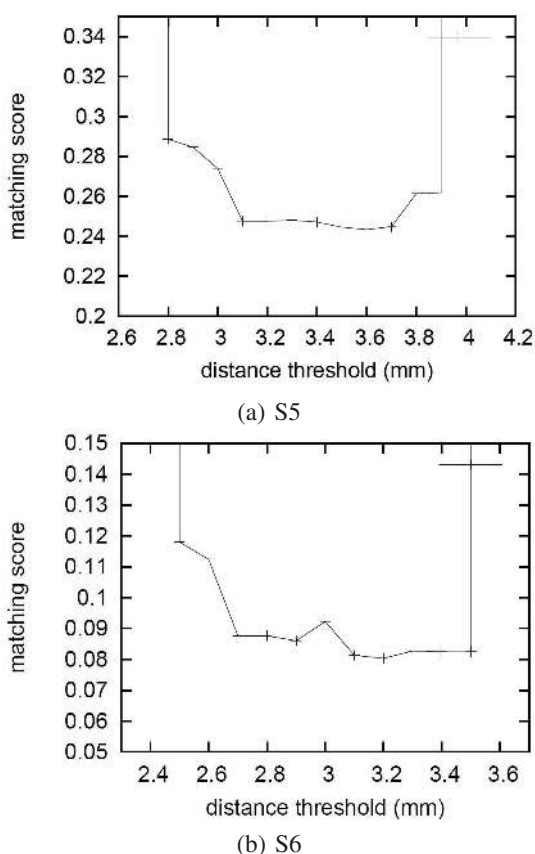 0.34
0.32
0.3
0.28
0.26
0.24
0.22
0.2
matching score
2.6 2.8 3 3.2 3.4 3.6 3.8 4 4.2
distance threshold (mm)
(a) S5
0.15
0.14
0.13
0.12
0.11
0.1
0.09
0.08
0.07
0.06
0.05
matching score
2.4 2.6 2.8 3 3.2 3.4 3.6
distance threshold (mm)
(b) S6